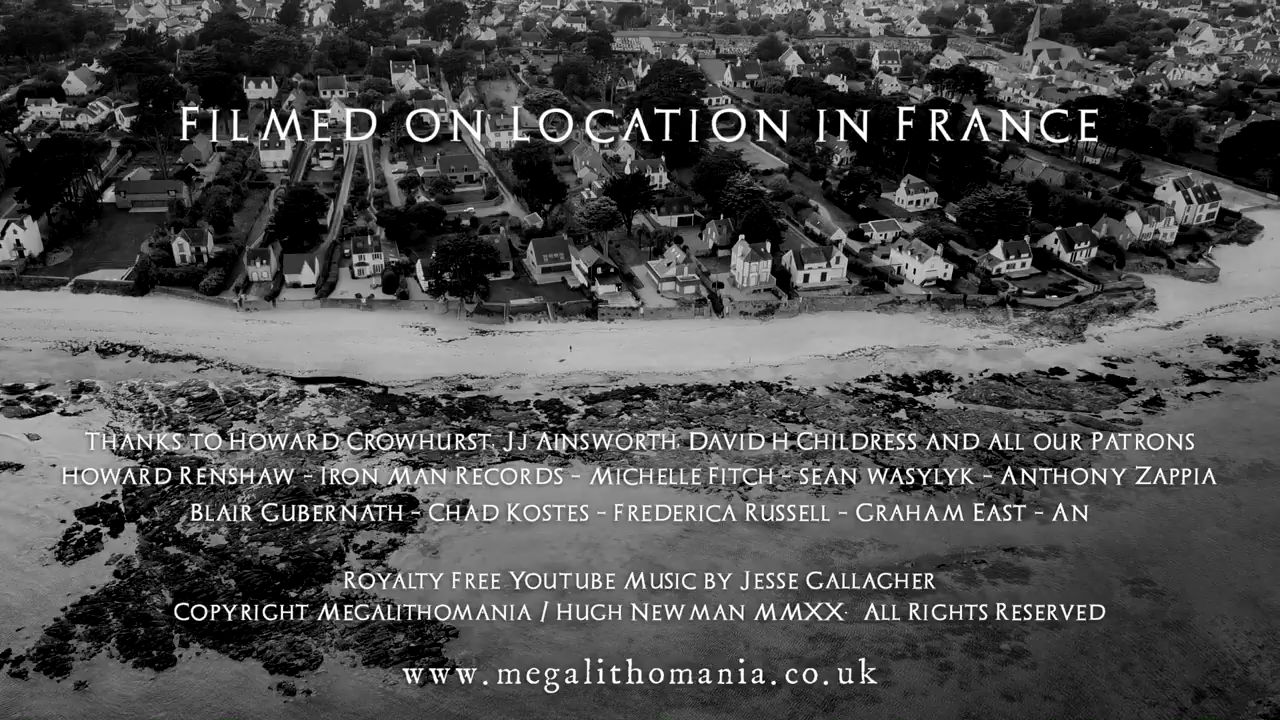 Filmed on Location in France
Thanks to Howard Crowhurst, JJ Ainsworth, David H Childress and all our Patrons
Howard Renshaw - Iron Man Records - Michelle Fitch - Sean Wasylyk - Anthony Zappia
Blair Gubernath - Chad Kostes - Frederica Russell - Graham East - An
Royalty Free Youtube Music by Jesse Gallagher
Copyright Megalithomania / Hugh Newman MMXX. All Rights Reserved
www.megalithomania.co.uk